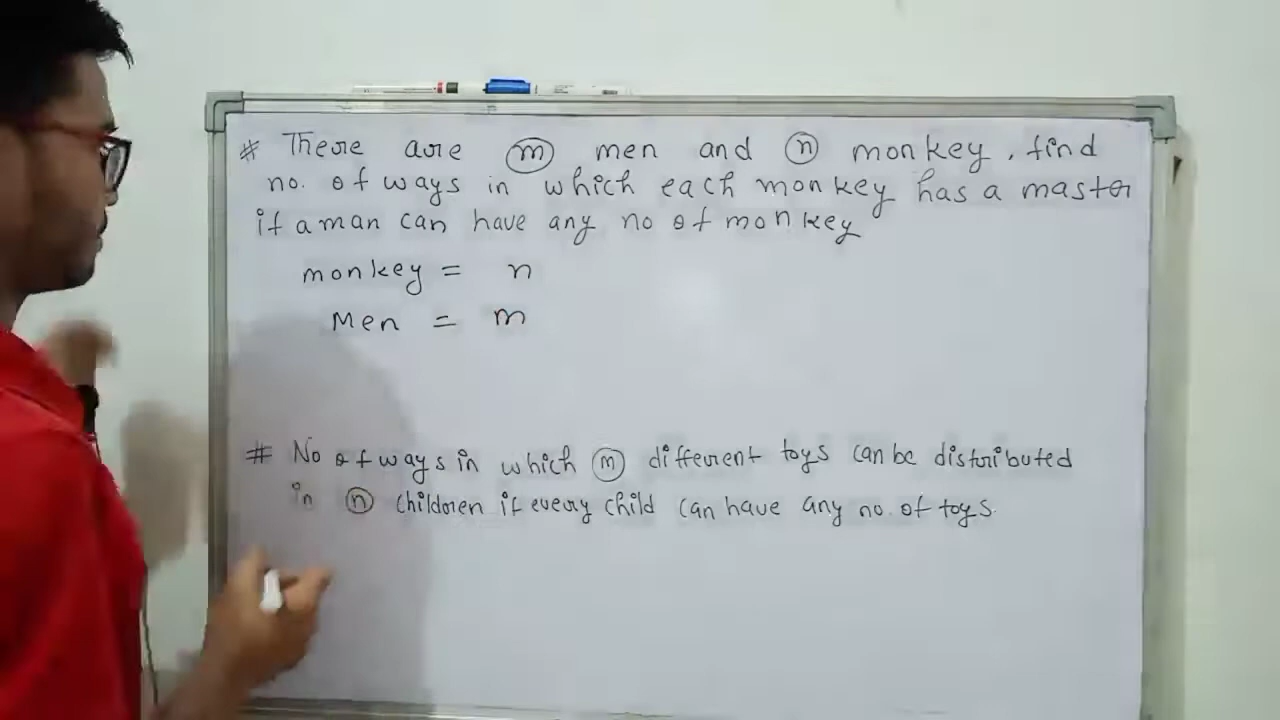 # There are m men and n monkey, find
no. of ways in which each monkey has a master
if a man can have any no of monkey
monkey = n
Men = m
# No of ways in which m different toys can be distributed
in n children if every child can have any no. of toys.